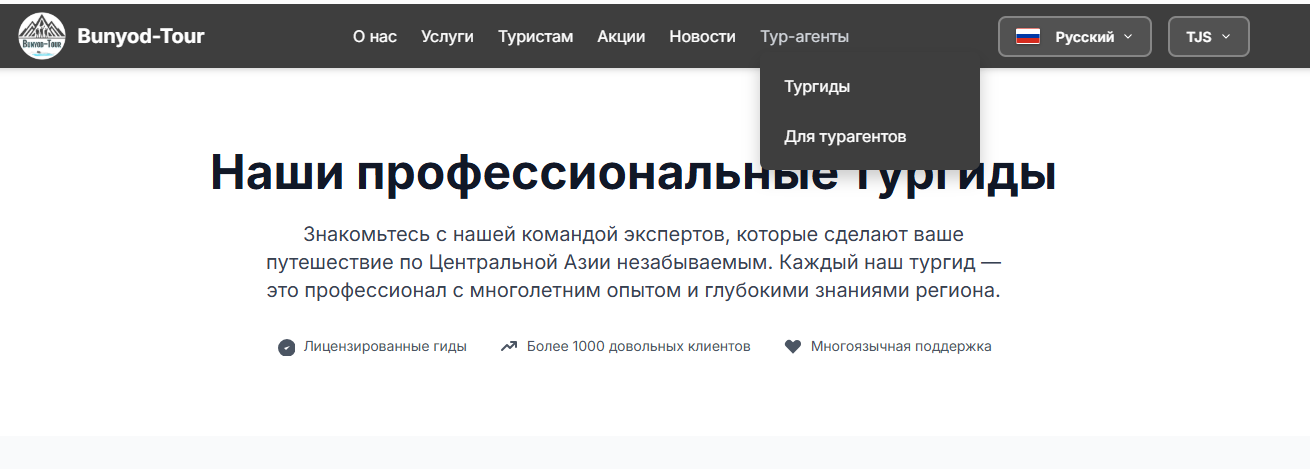 BUNYOD-TOUR
Bunyod-Tour
О нас Услуги Туристам Акции Новости Тур-агенты
Русский TJS
Тургиды
Для турагентов
Наши профессиональные тургиды
Знакомьтесь с нашей командой экспертов, которые сделают ваше
путешествие по Центральной Азии незабываемым. Каждый наш тургид —
это профессионал с многолетним опытом и глубокими знаниями региона.
Лицензированные гиды Более 1000 довольных клиентов Многоязычная поддержка